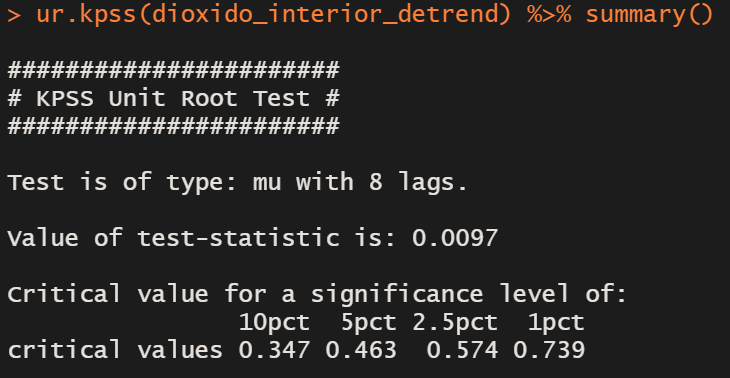 > ur.kpss(dioxido_interior_detrend) %>% summary()
#######################
# KPSS Unit Root Test #
#######################
Test is of type: mu with 8 lags.
Value of test-statistic is: 0.0097
Critical value for a significance level of:
                10pct  5pct 2.5pct  1pct
critical values 0.347 0.463  0.574 0.739